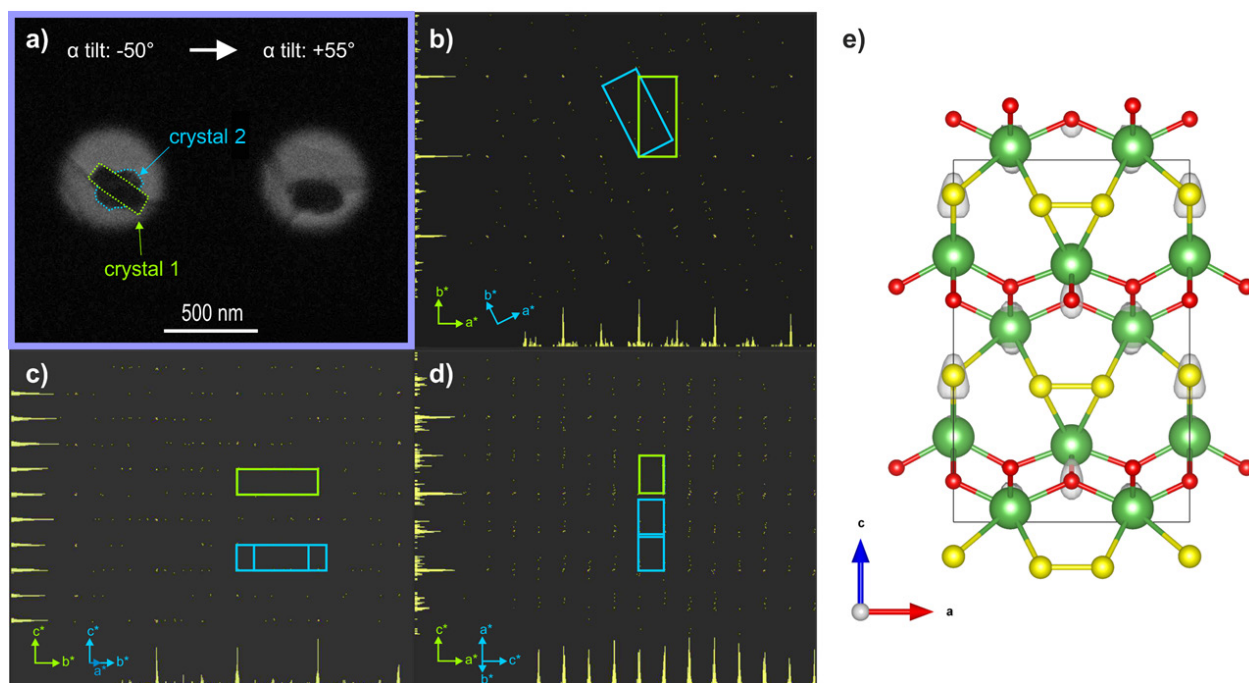 a)
α tilt: -50°
α tilt: +55°
crystal 2
crystal 1
500 nm
b)
b*
a*
b*
a*
c)
c*
b*
c*
a*
b*
d)
c*
a*
a*
c*
b*
e)
c
a